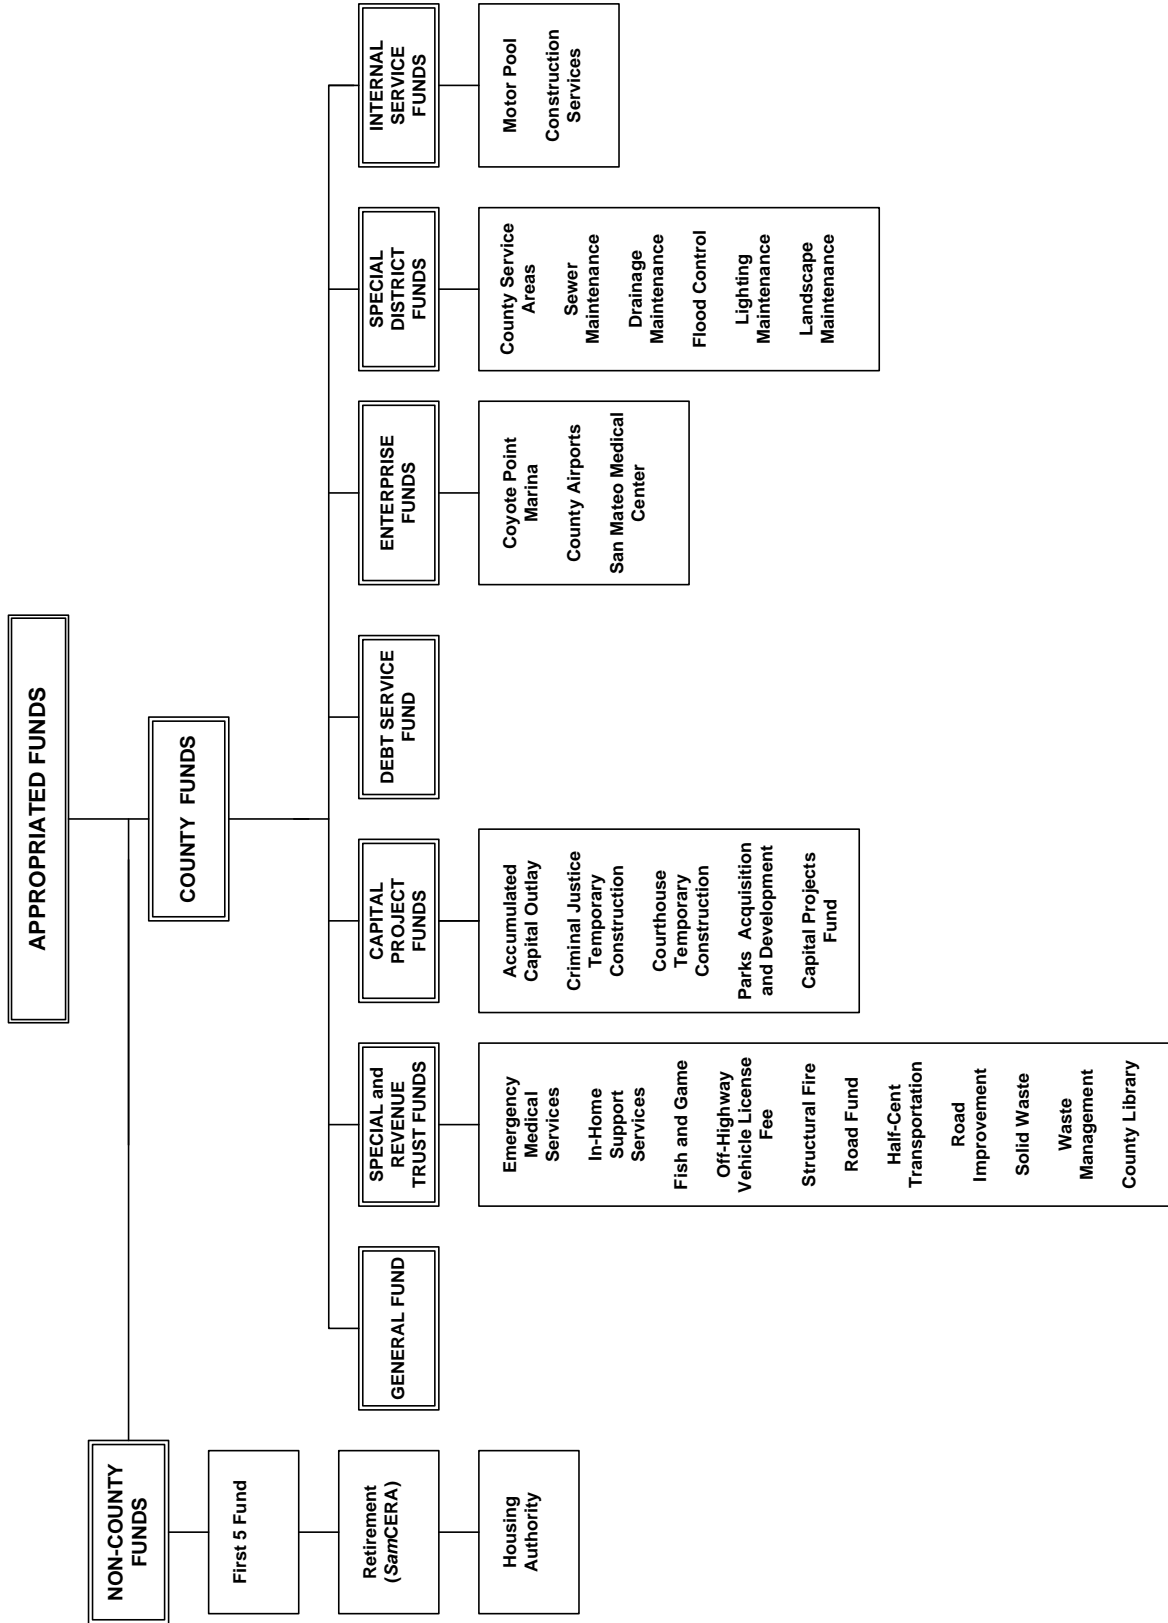 APPROPRIATED FUNDS
NON-COUNTY
FUNDS
COUNTY FUNDS
First 5 Fund
Retirement
(SamCERA)
Housing
Authority
GENERAL FUND
SPECIAL and
REVENUE
TRUST FUNDS
Emergency
Medical
Services
In-Home
Support
Services
Fish and Game
Off-Highway
Vehicle License
Fee
Structural Fire
Road Fund
Half-Cent
Transportation
Road
Improvement
Solid Waste
Waste
Management
County Library
CAPITAL
PROJECT
FUNDS
Accumulated
Capital Outlay
Criminal Justice
Temporary
Construction
Courthouse
Temporary
Construction
Parks Acquisition
and Development
Capital Projects
Fund
DEBT SERVICE
FUND
ENTERPRISE
FUNDS
Coyote Point
Marina
County Airports
San Mateo Medical
Center
SPECIAL
DISTRICT
FUNDS
County Service
Areas
Sewer
Maintenance
Drainage
Maintenance
Flood Control
Lighting
Maintenance
Landscape
Maintenance
INTERNAL
SERVICE
FUNDS
Motor Pool
Construction
Services